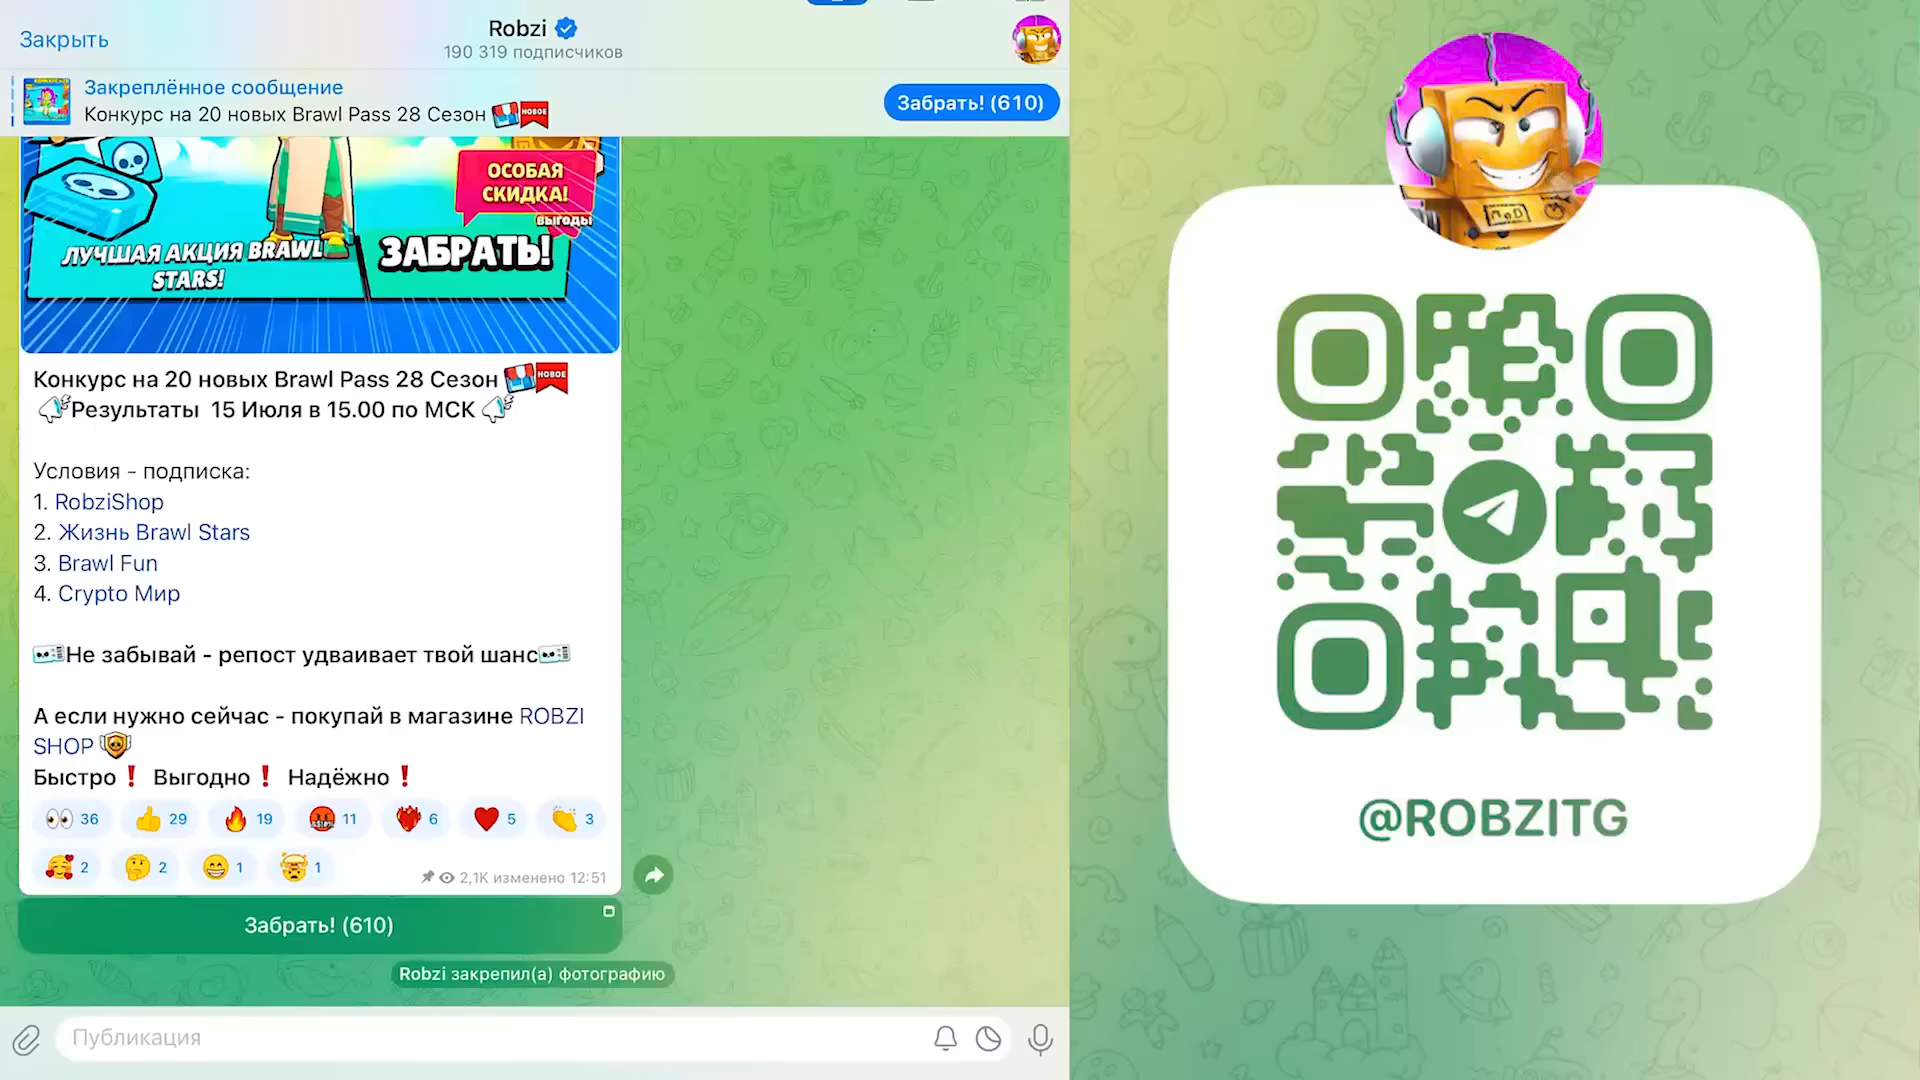 Закрыть
Robzi
190 319 подписчиков
Закреплённое сообщение
Конкурс на 20 новых Brawl Pass 28 Сезон
НОВОЕ
Забрать! (610)
ОСОБАЯ
СКИДКА!
ВЫГОДЫ
ЛУЧШАЯ АКЦИЯ BRAWL
STARS!
ЗАБРАТЬ!
Конкурс на 20 новых Brawl Pass 28 Сезон НОВОЕ
Результаты 15 Июля в 15.00 по МСК
Условия - подписка:
1. RobziShop
2. Жизнь Brawl Stars
3. Brawl Fun
4. Crypto Мир
Не забывай - репост удваивает твой шанс
А если нужно сейчас - покупай в магазине ROBZI
SHOP
Быстро❗ Выгодно❗ Надёжно❗
36 29 19 11 6 5 3
2 2 1 1
2,1K изменено 12:51
Забрать! (610)
Robzi закрепил(а) фотографию
Публикация
@ROBZITG